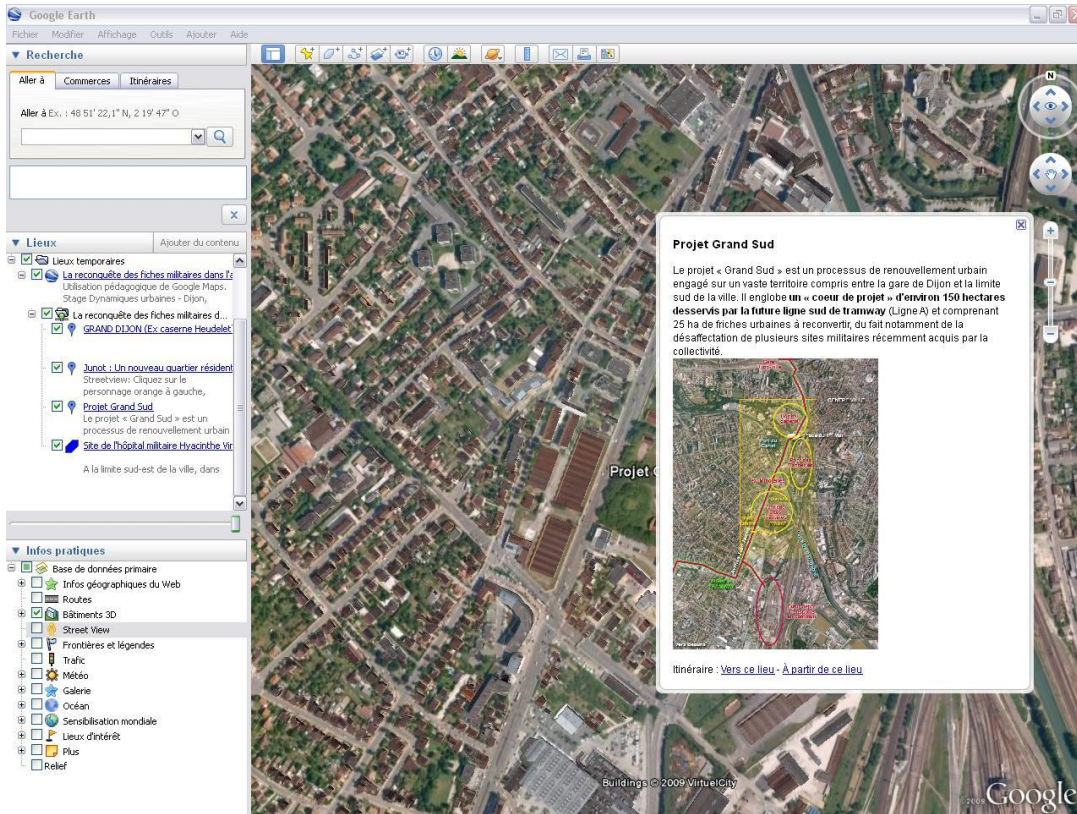 Google Earth
Fichier Modifier Affichage Outils Ajouter Aide
Recherche
Aller à Commerces Itinéraires
Aller à Ex. : 48 51' 22,1" N, 2 19' 47" O
Lieux Ajouter du contenu
Lieux temporaires
La reconquête des fiches militaires dans l'a
Utilisation pédagogique de Google Maps.
Stage Dynamiques urbaines - Dijon,
La reconquête des fiches militaires d...
GRAND DIJON (Ex caserne Heudelet
Junot : Un nouveau quartier résident
Streetview: Cliquez sur le
personnage orange à gauche,
Projet Grand Sud
Le projet « Grand Sud » est un
processus de renouvellement urbain
Site de l'hôpital militaire Hyacinthe Vir
A la limite sud-est de la ville, dans
Infos pratiques
Base de données primaire
Infos géographiques du Web
Routes
Bâtiments 3D
Street View
Frontières et légendes
Trafic
Météo
Galerie
Océan
Sensibilisation mondiale
Lieux d'intérêt
Plus
Relief
N
Projet Grand Sud
Le projet « Grand Sud » est un processus de renouvellement urbain
engagé sur un vaste territoire compris entre la gare de Dijon et la limite
sud de la ville. Il englobe un « coeur de projet » d'environ 150 hectares
desservis par la future ligne sud de tramway (Ligne A) et comprenant
25 ha de friches urbaines à reconvertir, du fait notamment de la
désaffectation de plusieurs sites militaires récemment acquis par la
collectivité.
Itinéraire : Vers ce lieu - À partir de ce lieu
Projet
Buildings © 2009 VirtuelCity
©2009 Google